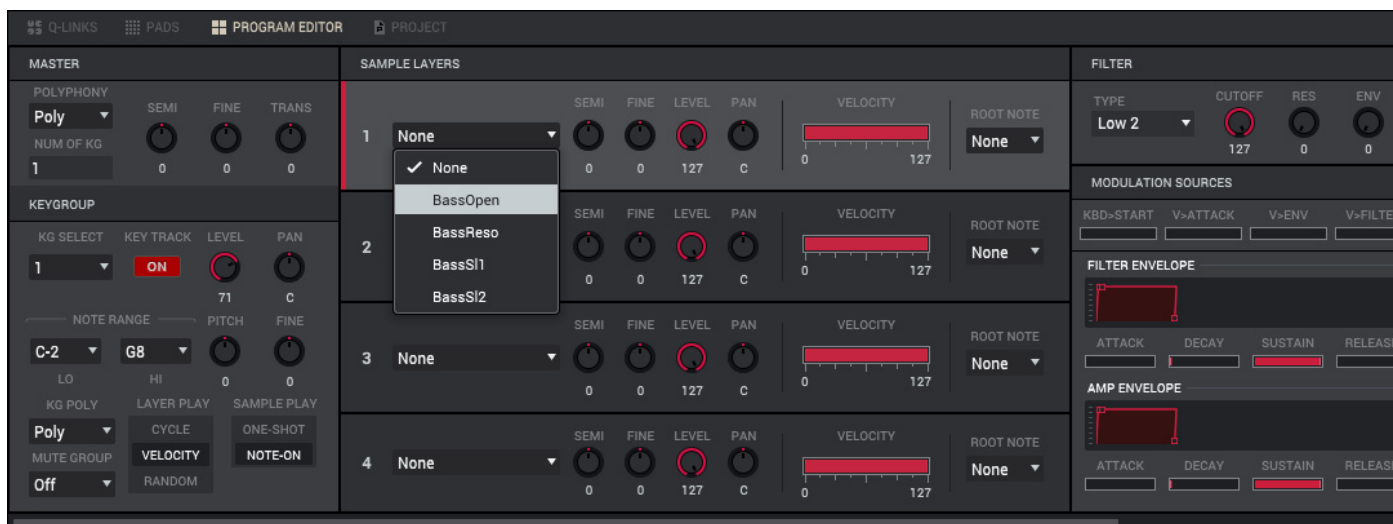 Q-LINKS PADS PROGRAM EDITOR PROJECT
MASTER
POLYPHONY
Poly
SEMI FINE TRANS
NUM OF KG
1
0 0 0
KEYGROUP
KG SELECT KEY TRACK LEVEL PAN
1 ON
71 C
NOTE RANGE PITCH FINE
C-2 G8
LO HI 0 0
KG POLY LAYER PLAY SAMPLE PLAY
Poly CYCLE ONE-SHOT
MUTE GROUP VELOCITY NOTE-ON
Off RANDOM
SAMPLE LAYERS
SEMI FINE LEVEL PAN VELOCITY ROOT NOTE
1 None None
0 0 127 C 0 127
None
BassOpen
BassReso
BassSl1
BassSl2
SEMI FINE LEVEL PAN VELOCITY ROOT NOTE
2 None
0 0 127 C 0 127
SEMI FINE LEVEL PAN VELOCITY ROOT NOTE
3 None None
0 0 127 C 0 127
SEMI FINE LEVEL PAN VELOCITY ROOT NOTE
4 None None
0 0 127 C 0 127
FILTER
TYPE CUTOFF RES ENV
Low 2
127 0 0
MODULATION SOURCES
KBD>START V>ATTACK V>ENV V>FILTE
FILTER ENVELOPE
ATTACK DECAY SUSTAIN RELEAS
AMP ENVELOPE
ATTACK DECAY SUSTAIN RELEAS